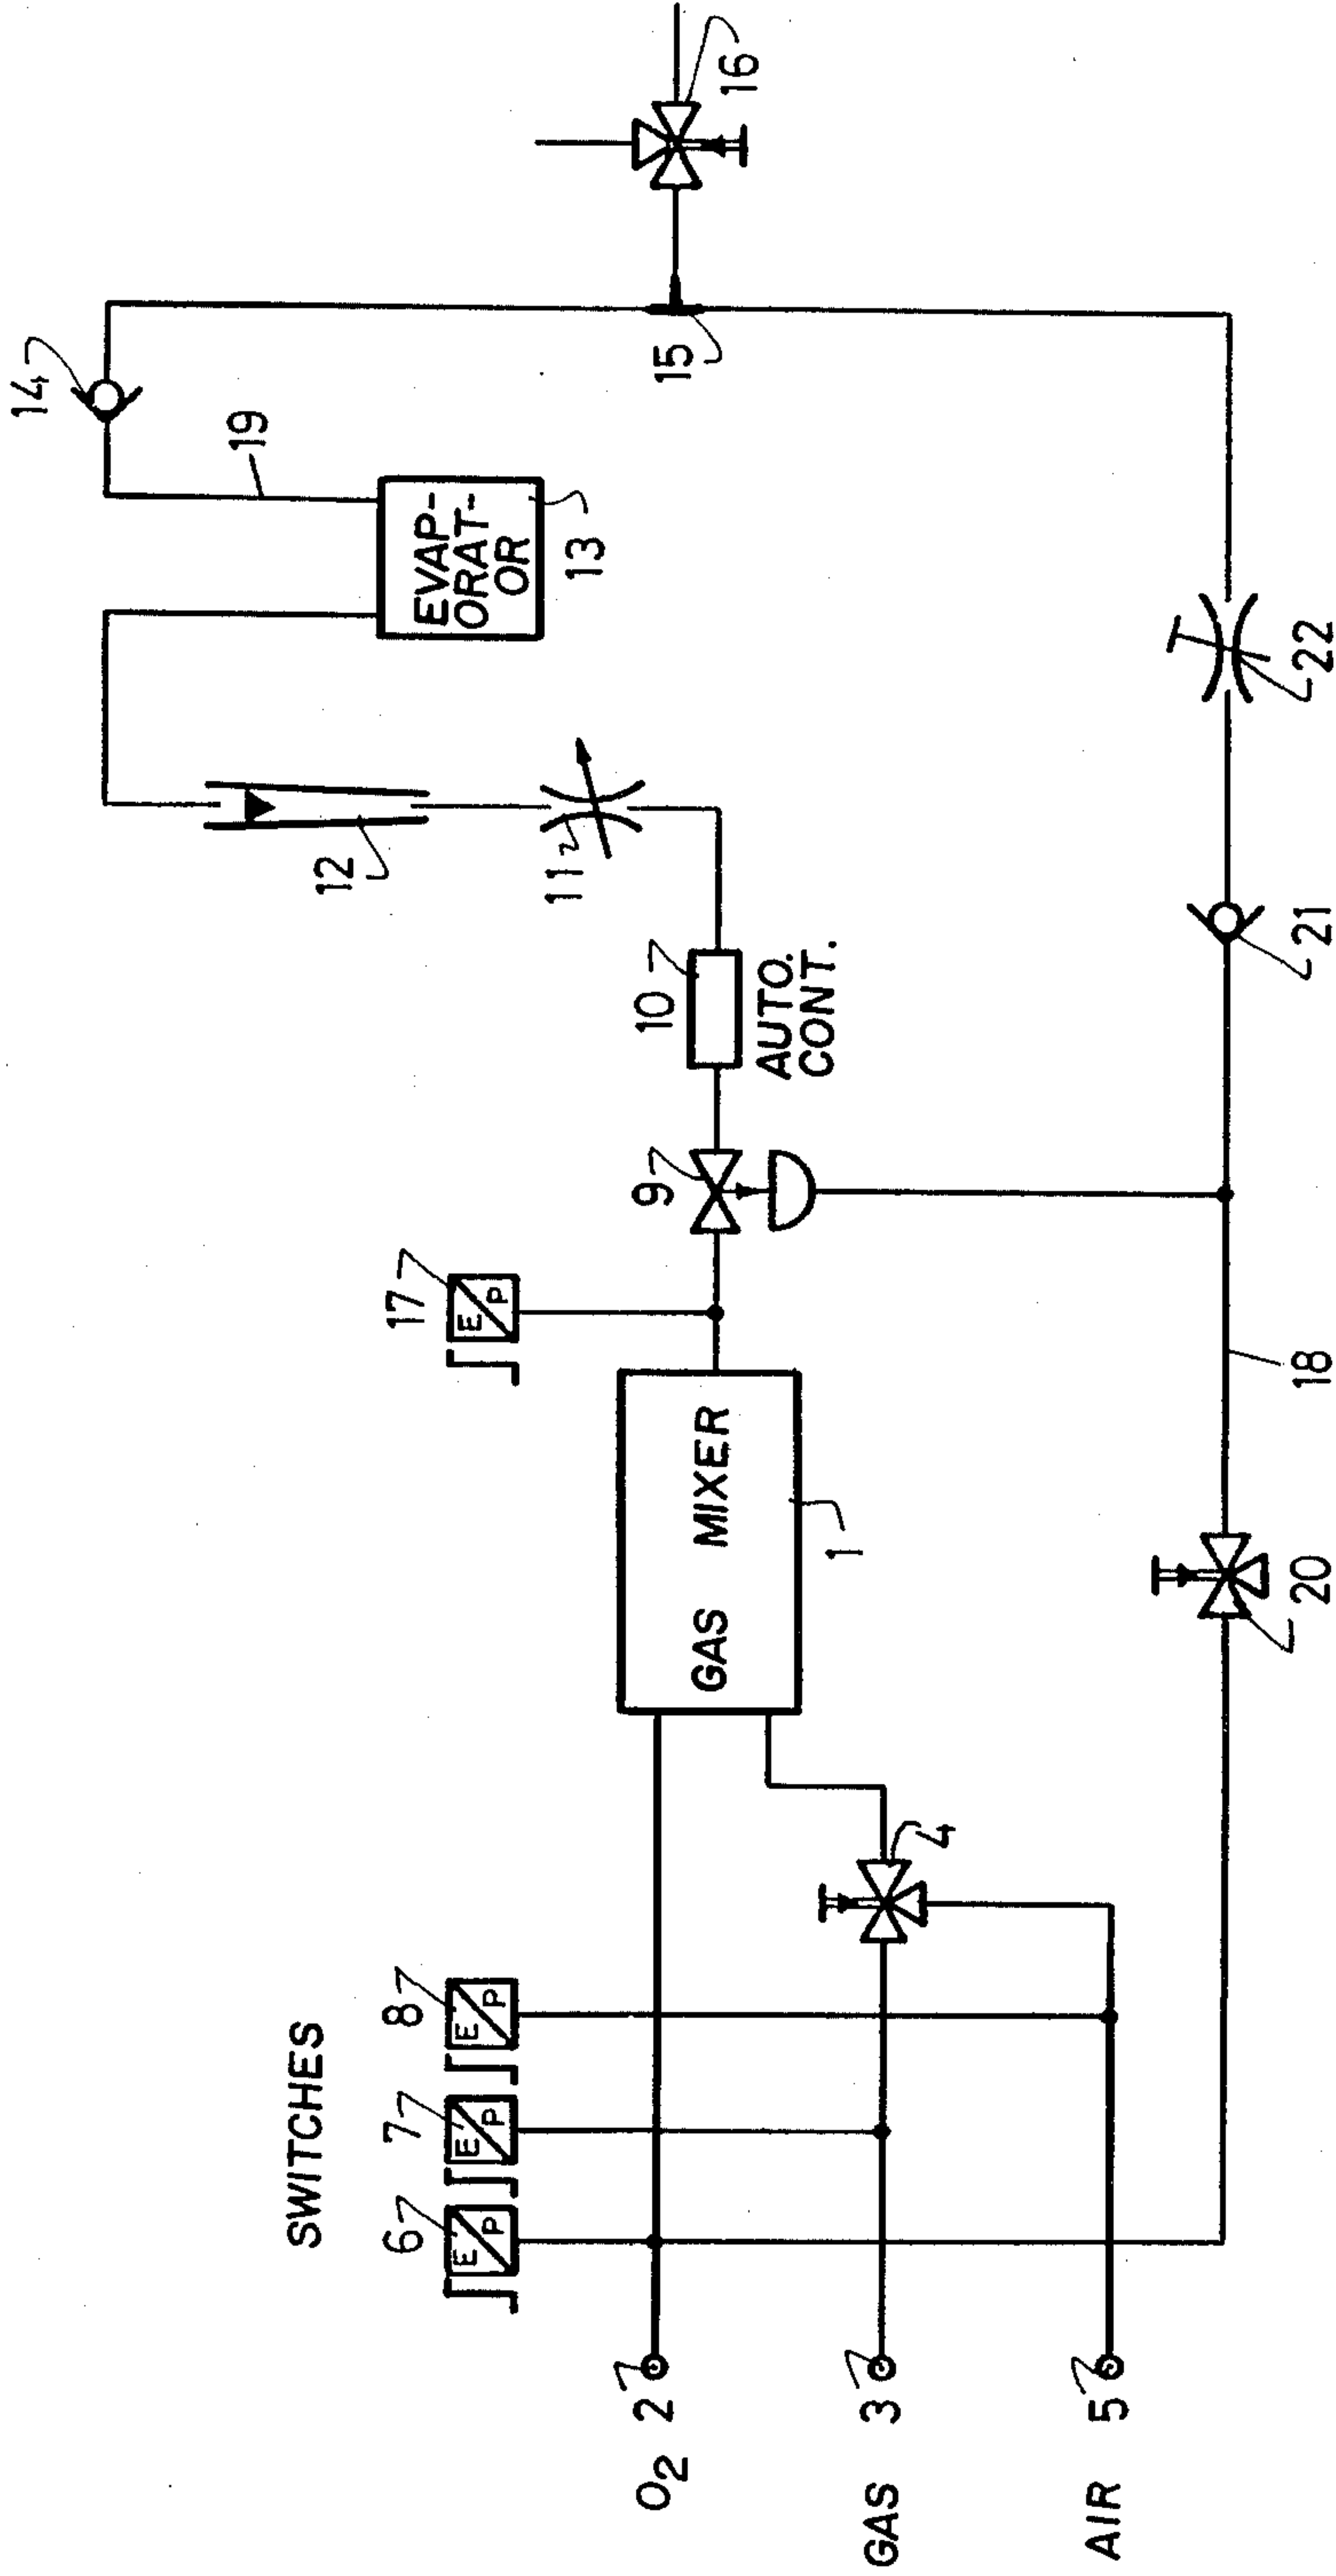 SWITCHES
6
E
P
7
E
P
8
E
P
17
E
P
12
11
14
19
EVAP-
ORAT-
OR
13
O2
2
GAS MIXER
1
9
10
AUTO.
CONT.
15
16
GAS
3
4
AIR
5
20
18
21
22